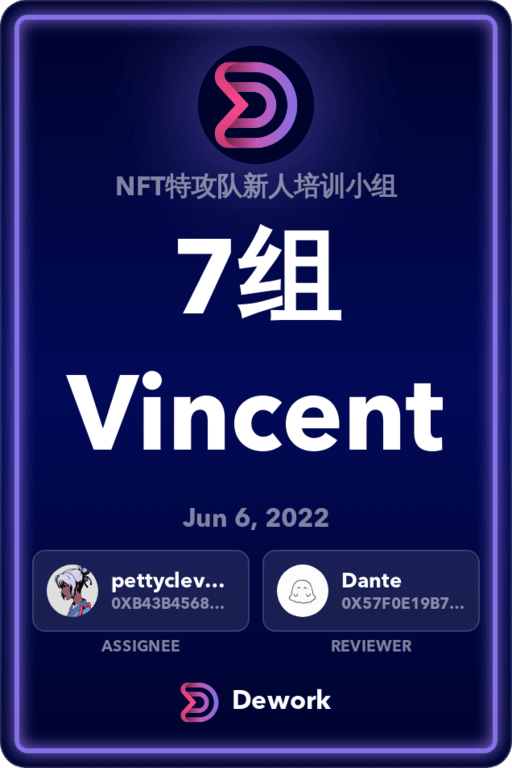 NFT特攻队新人培训小组
7组
Vincent
Jun 6, 2022
pettyclev...
0XB43B4568...
ASSIGNEE
Dante
0X57F0E19B7...
REVIEWER
Dework